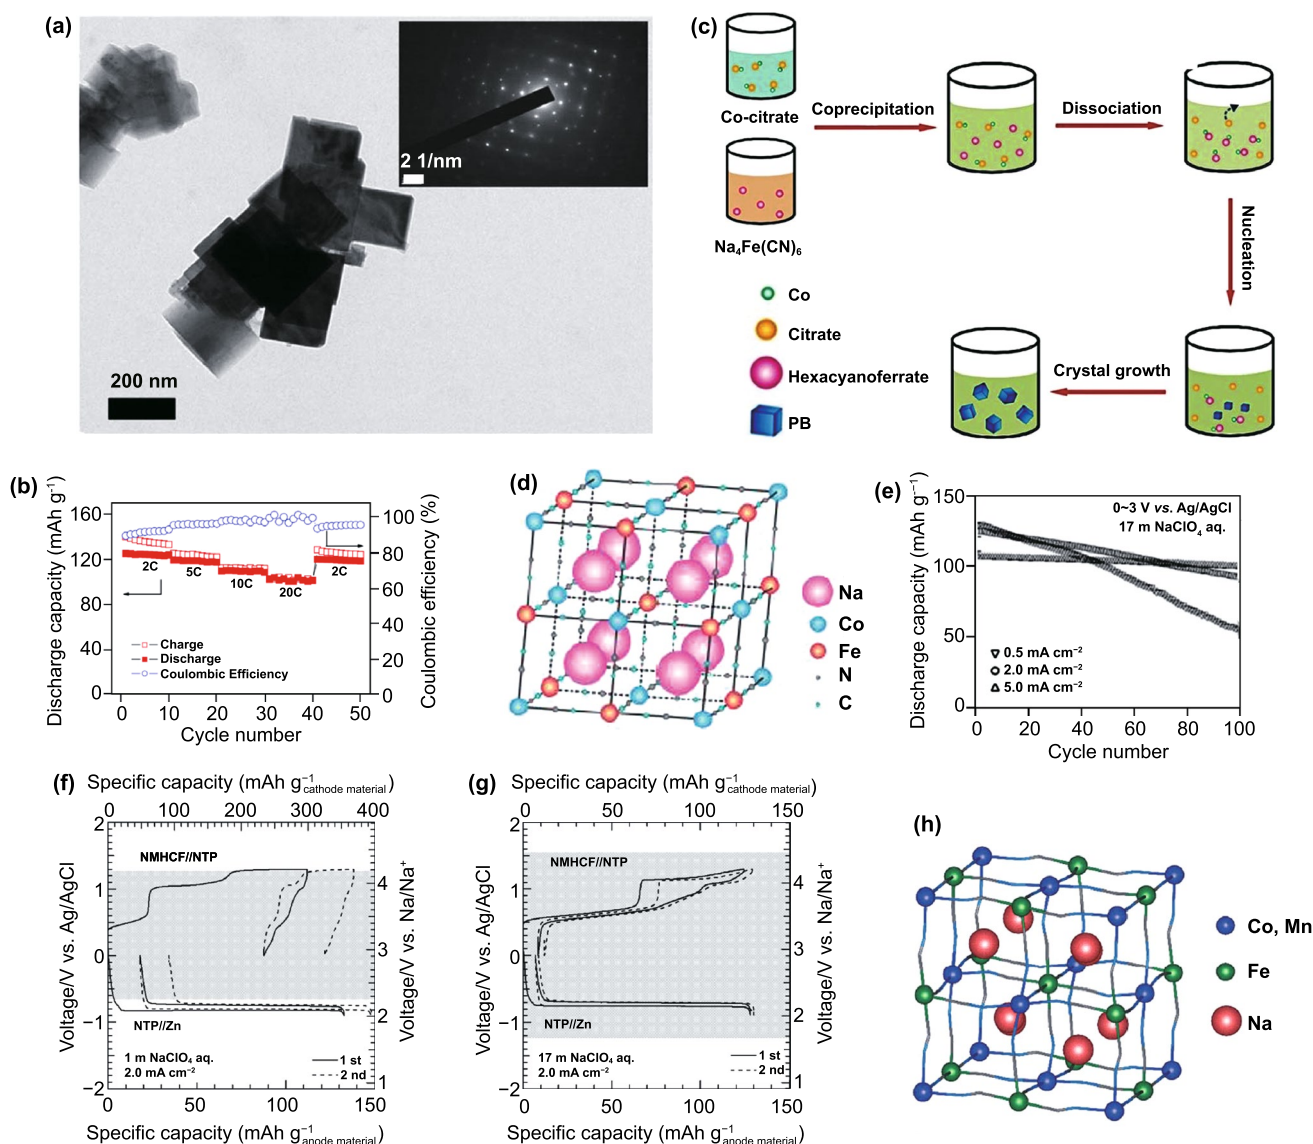 (a)
2 1/nm
200 nm
(c)
Co-citrate
Na₄Fe(CN)₆
Coprecipitation
Dissociation
Nucleation
Crystal growth
Co
Citrate
Hexacyanoferrate
PB
(b)
Discharge capacity (mAh g⁻¹)
160
120
80
40
0
100
80
60
40
20
0
Coulombic efficiency (%)
2C
5C
10C
20C
2C
Charge
Discharge
Coulombic Efficiency
0 10 20 30 40 50
Cycle number
(d)
Na
Co
Fe
N
C
(e)
Discharge capacity (mAh g⁻¹)
150
100
50
0
0~3 V vs. Ag/AgCl
17 m NaClO₄ aq.
0.5 mA cm⁻²
2.0 mA cm⁻²
5.0 mA cm⁻²
0 20 40 60 80 100
Cycle number
(f)
Specific capacity (mAh g⁻¹cathode material)
0 100 200 300 400
Voltage/V vs. Ag/AgCl
2
1
0
−1
−2
NMHCF//NTP
NTP//Zn
1 m NaClO₄ aq.
2.0 mA cm⁻²
1 st
2 nd
4
3
2
1
Voltage/V vs. Na/Na⁺
0 50 100 150
Specific capacity (mAh g⁻¹anode material)
(g)
Specific capacity (mAh g⁻¹cathode material)
0 50 100 150
Voltage/V vs. Ag/AgCl
2
1
0
−1
−2
NMHCF//NTP
NTP//Zn
17 m NaClO₄ aq.
2.0 mA cm⁻²
1 st
2 nd
4
3
2
1
Voltage/V vs. Na/Na⁺
0 50 100 150
Specific capacity (mAh g⁻¹anode material)
(h)
Co, Mn
Fe
Na